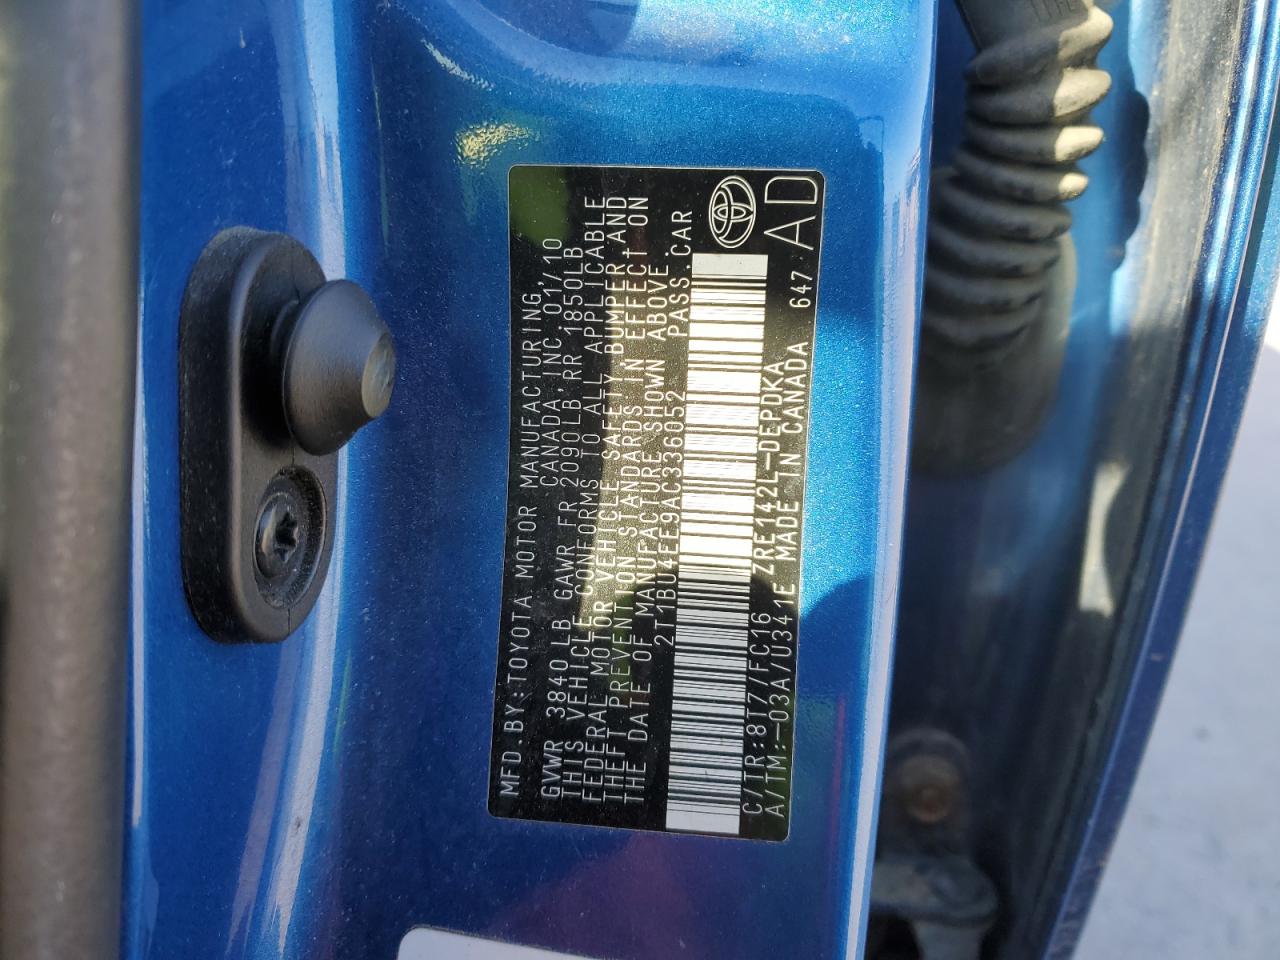 MFD.BY:TOYOTA MOTOR MANUFACTURING
CANADA, INC. 01/10
GVWR 3840 LB GAWR FR 2090LB RR 1850LB
THIS VEHICLE CONFORMS TO ALL APPLICABLE
FEDERAL MOTOR VEHICLE SAFETY BUMPER, AND
THEFT PREVENTION STANDARDS IN EFFECT ON
THE DATE OF MANUFACTURE SHOWN ABOVE.
2T1BU4EE9AC336052 PASS.CAR
C/TR:8T7/FC16 ZRE142L-DEPDKA
A/TM:-03A/U341E MADE IN CANADA 647 AD